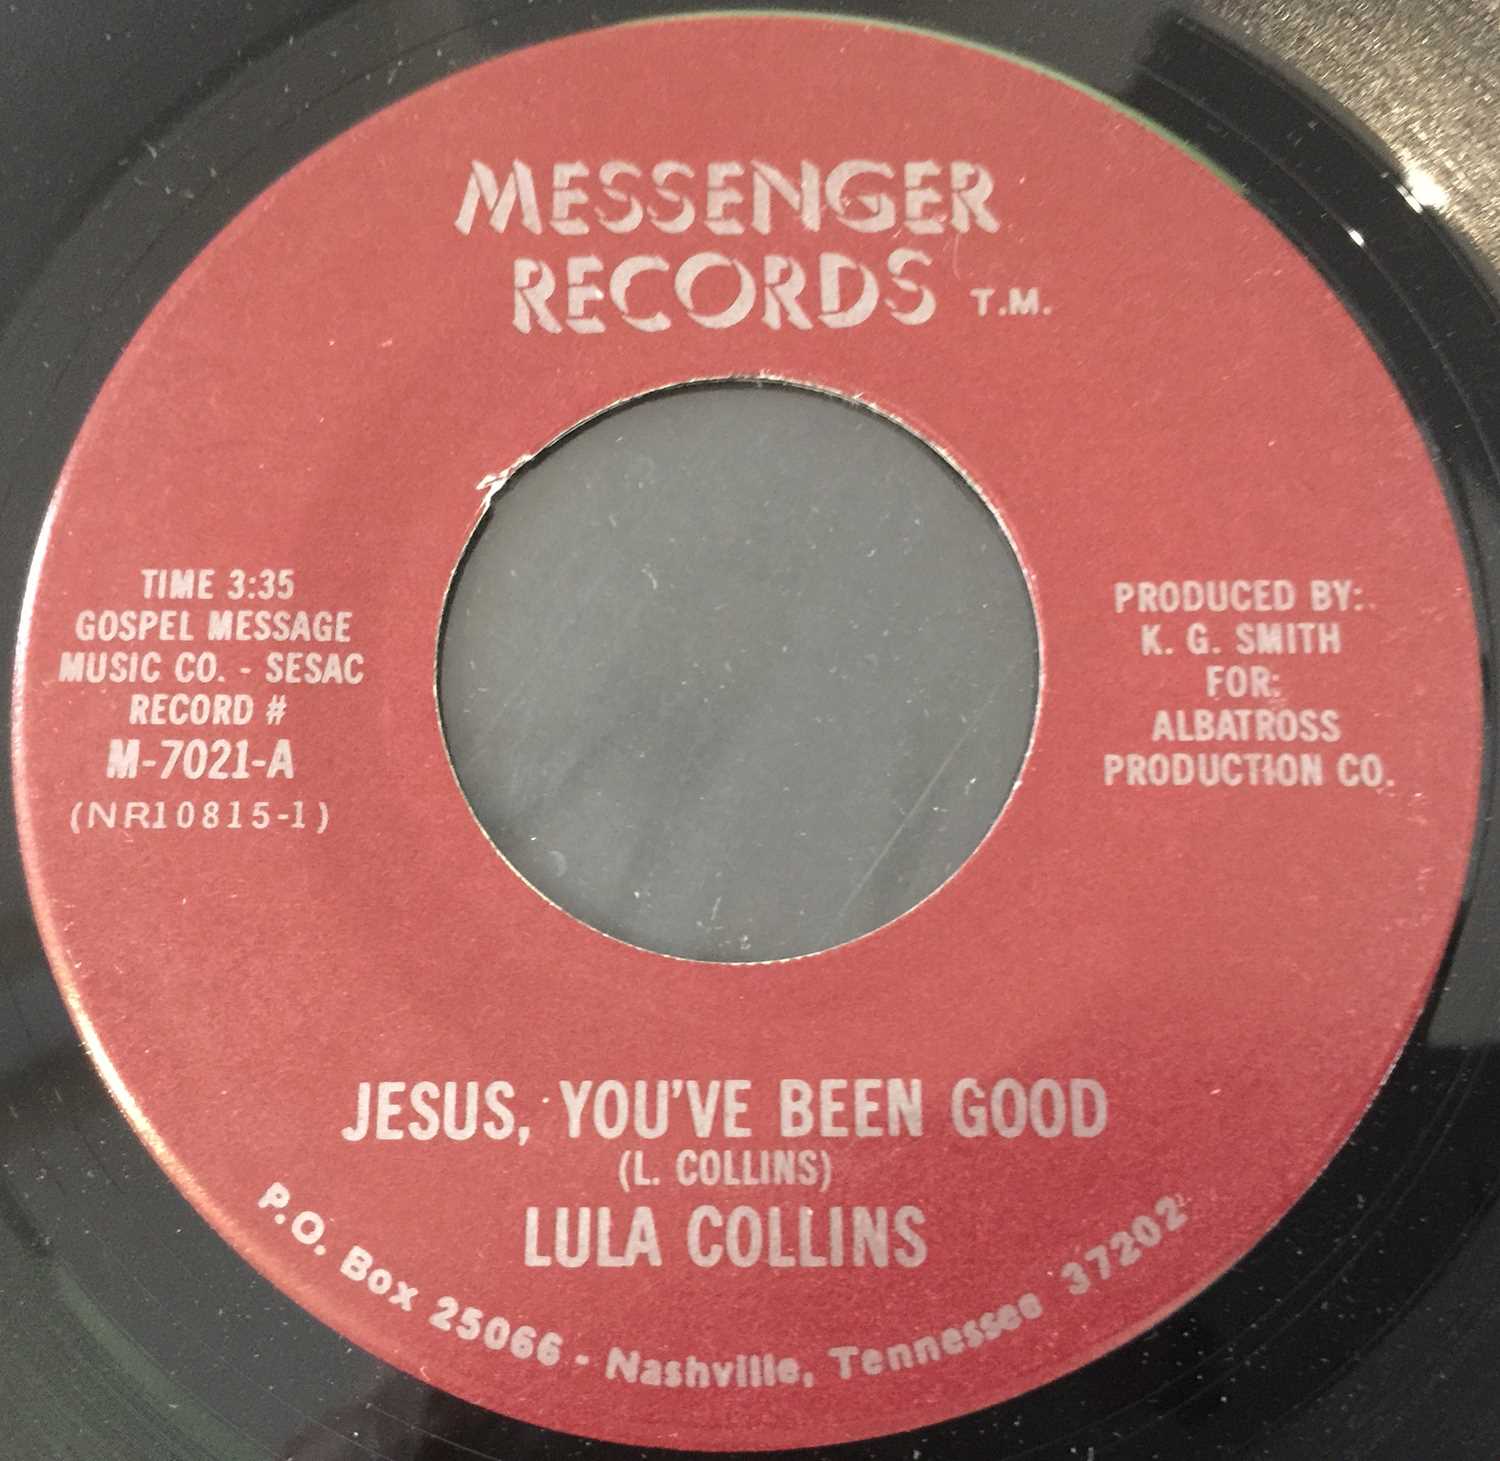 MESSENGER
RECORDS T.M.
TIME 3:35
GOSPEL MESSAGE
MUSIC CO. - SESAC
RECORD #
M-7021-A
(NR10815-1)
PRODUCED BY:
K. G. SMITH
FOR:
ALBATROSS
PRODUCTION CO.
JESUS, YOU'VE BEEN GOOD
(L. COLLINS)
LULA COLLINS
P.O. Box 25066 - Nashville, Tennessee 37202